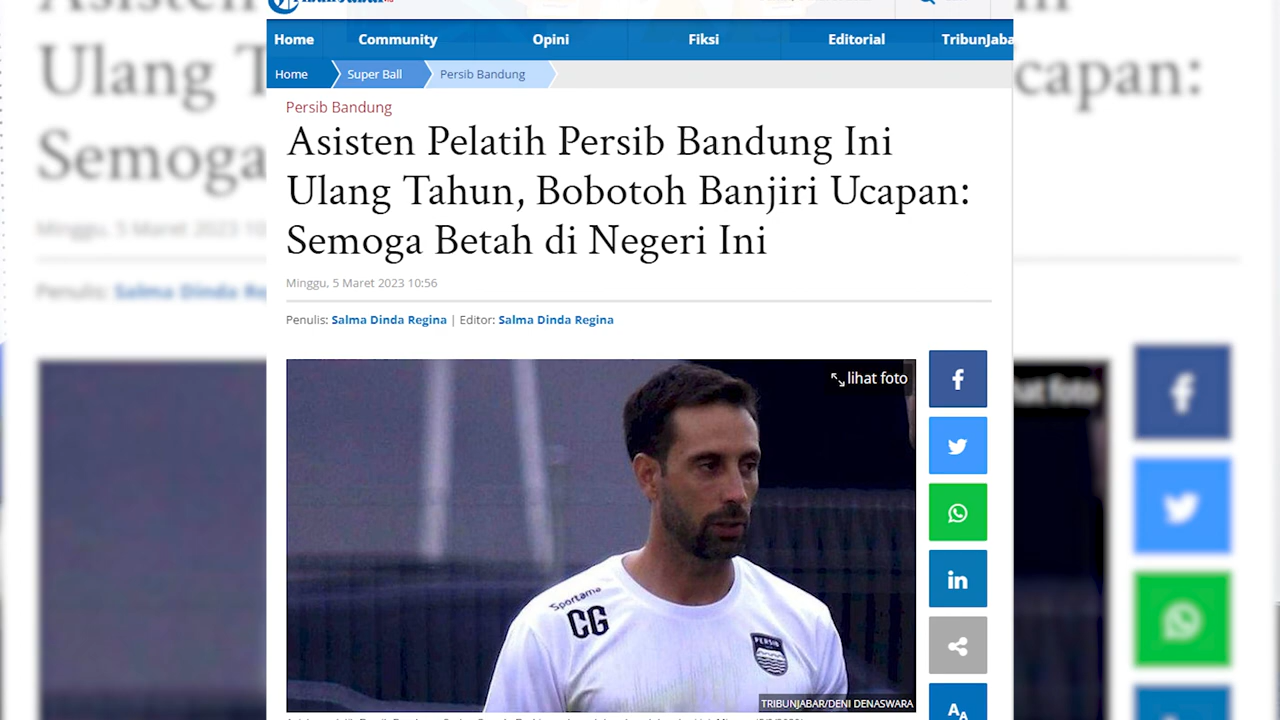 Home Community Opini Fiksi Editorial TribunJaba
Home Super Ball Persib Bandung
Persib Bandung
Asisten Pelatih Persib Bandung Ini
Ulang Tahun, Bobotoh Banjiri Ucapan:
Semoga Betah di Negeri Ini
Minggu, 5 Maret 2023 10:56
Penulis: Salma Dinda Regina | Editor: Salma Dinda Regina
lihat foto
Sportama
CG
PERSIB
TRIBUNJABAR/DENI DENASWARA